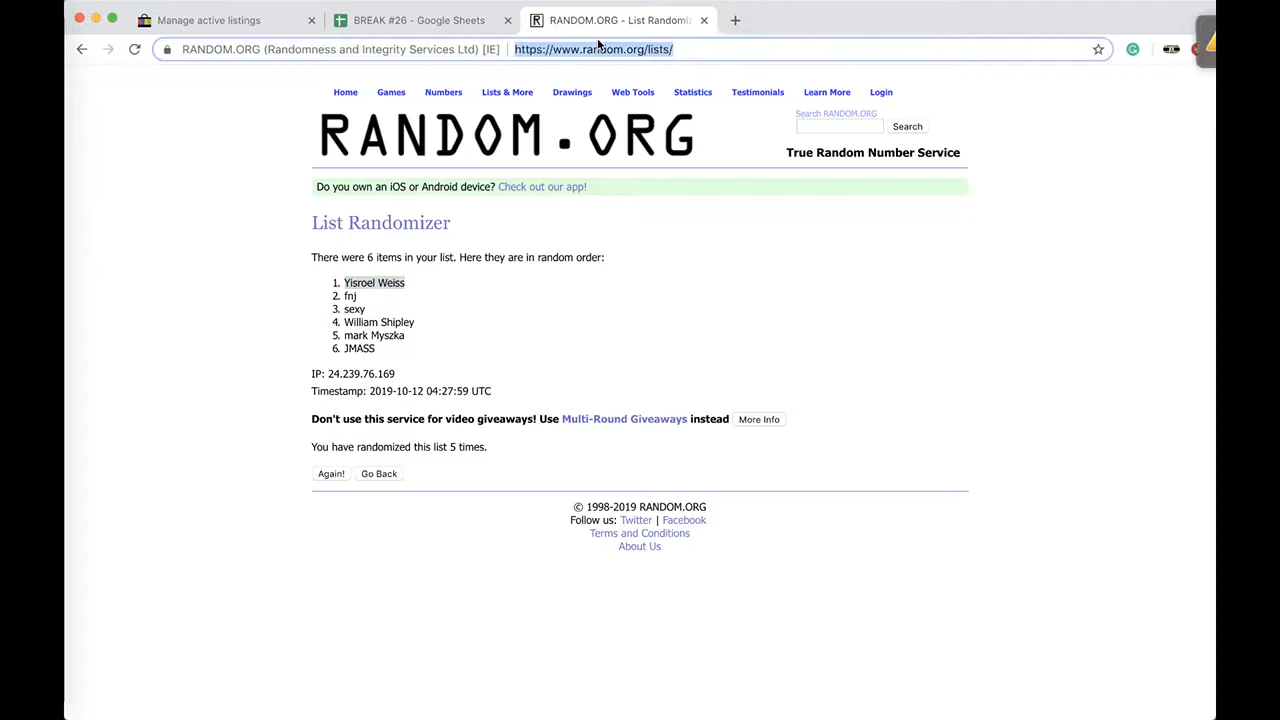 Manage active listings
BREAK #26 - Google Sheets
RANDOM.ORG - List Randomiz
RANDOM.ORG (Randomness and Integrity Services Ltd) [IE] | https://www.random.org/lists/
Home Games Numbers Lists & More Drawings Web Tools Statistics Testimonials Learn More Login
RANDOM.ORG
Search RANDOM.ORG
Search
True Random Number Service
Do you own an iOS or Android device? Check out our app!
List Randomizer
There were 6 items in your list. Here they are in random order:
1. Yisroel Weiss
2. fnj
3. sexy
4. William Shipley
5. mark Myszka
6. JMASS
IP: 24.239.76.169
Timestamp: 2019-10-12 04:27:59 UTC
Don't use this service for video giveaways! Use Multi-Round Giveaways instead More Info
You have randomized this list 5 times.
Again! Go Back
© 1998-2019 RANDOM.ORG
Follow us: Twitter | Facebook
Terms and Conditions
About Us